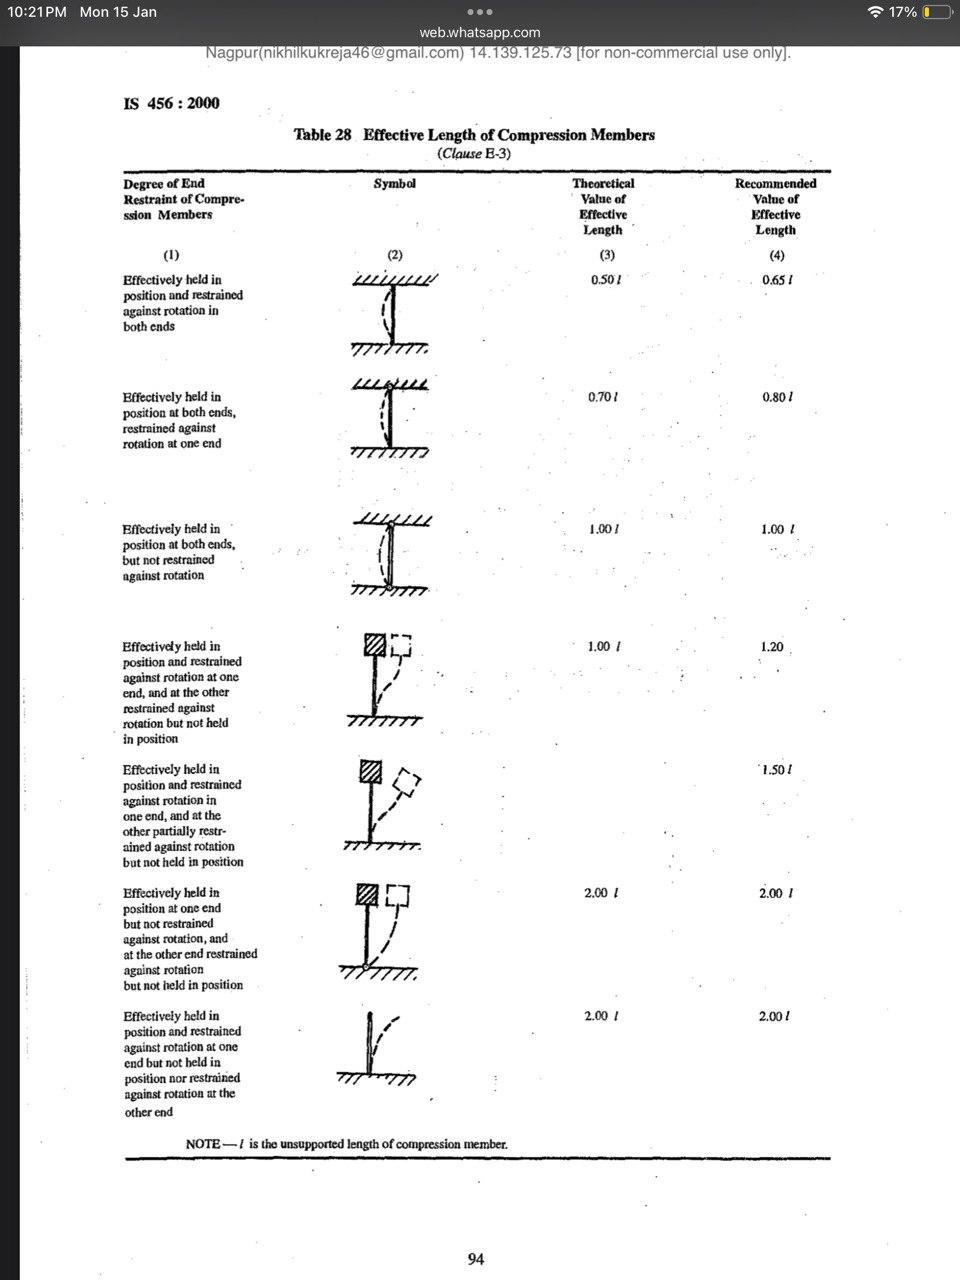 10:21PM Mon 15 Jan
17%
web.whatsapp.com
Nagpur(nikhilkukreja46@gmail.com) 14.139.125.73 [for non-commercial use only].
IS 456 : 2000
Table 28 Effective Length of Compression Members
(Clause E-3)
Degree of End
Restraint of Compre-
ssion Members
Symbol
Theoretical
Value of
Effective
Length
Recommended
Value of
Effective
Length
(1)
(2)
(3)
(4)
Effectively held in
position and restrained
against rotation in
both ends
0.50 l
0.65 l
Effectively held in
position at both ends,
restrained against
rotation at one end
0.70 l
0.80 l
Effectively held in
position at both ends,
but not restrained
against rotation
1.00 l
1.00 l
Effectively held in
position and restrained
against rotation at one
end, and at the other
restrained against
rotation but not held
in position
1.00 l
1.20
Effectively held in
position and restrained
against rotation in
one end, and at the
other partially restr-
ained against rotation
but not held in position
1.50 l
Effectively held in
position at one end
but not restrained
against rotation, and
at the other end restrained
against rotation
but not held in position
2.00 l
2.00 l
Effectively held in
position and restrained
against rotation at one
end but not held in
position nor restrained
against rotation at the
other end
2.00 l
2.00 l
NOTE — l is the unsupported length of compression member.
94